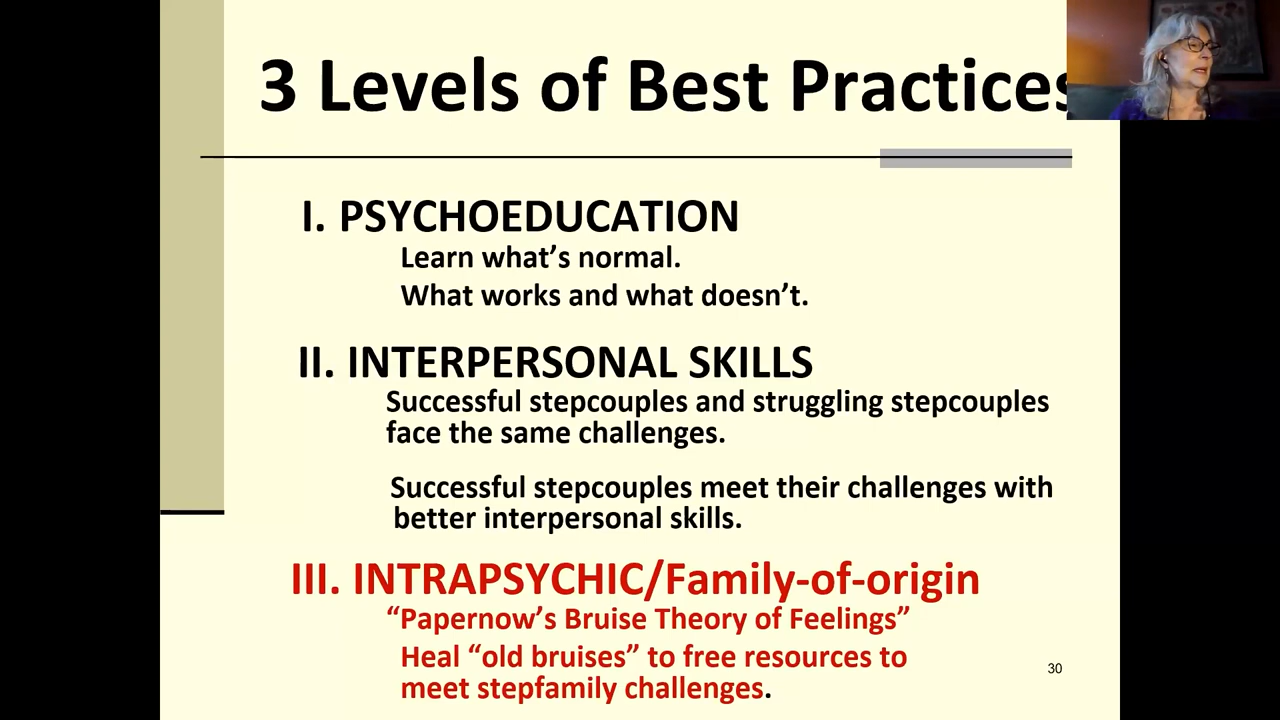 3 Levels of Best Practices
I. PSYCHOEDUCATION
Learn what’s normal.
What works and what doesn’t.
II. INTERPERSONAL SKILLS
Successful stepcouples and struggling stepcouples
face the same challenges.
Successful stepcouples meet their challenges with
better interpersonal skills.
III. INTRAPSYCHIC/Family-of-origin
“Papernow’s Bruise Theory of Feelings”
Heal “old bruises” to free resources to
meet stepfamily challenges.
30